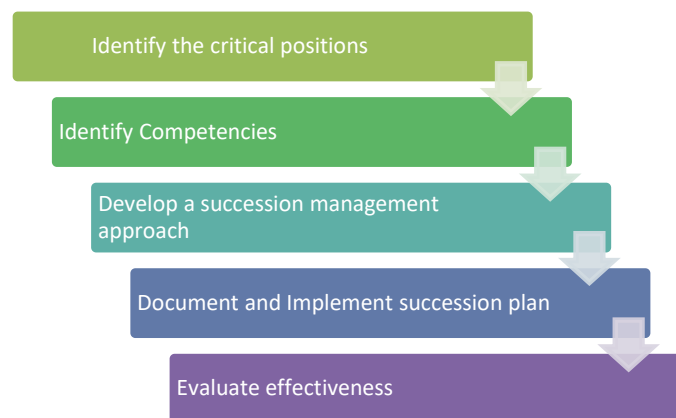 Identify the critical positions
Identify Competencies
Develop a succession management
approach
Document and Implement succession plan
Evaluate effectiveness